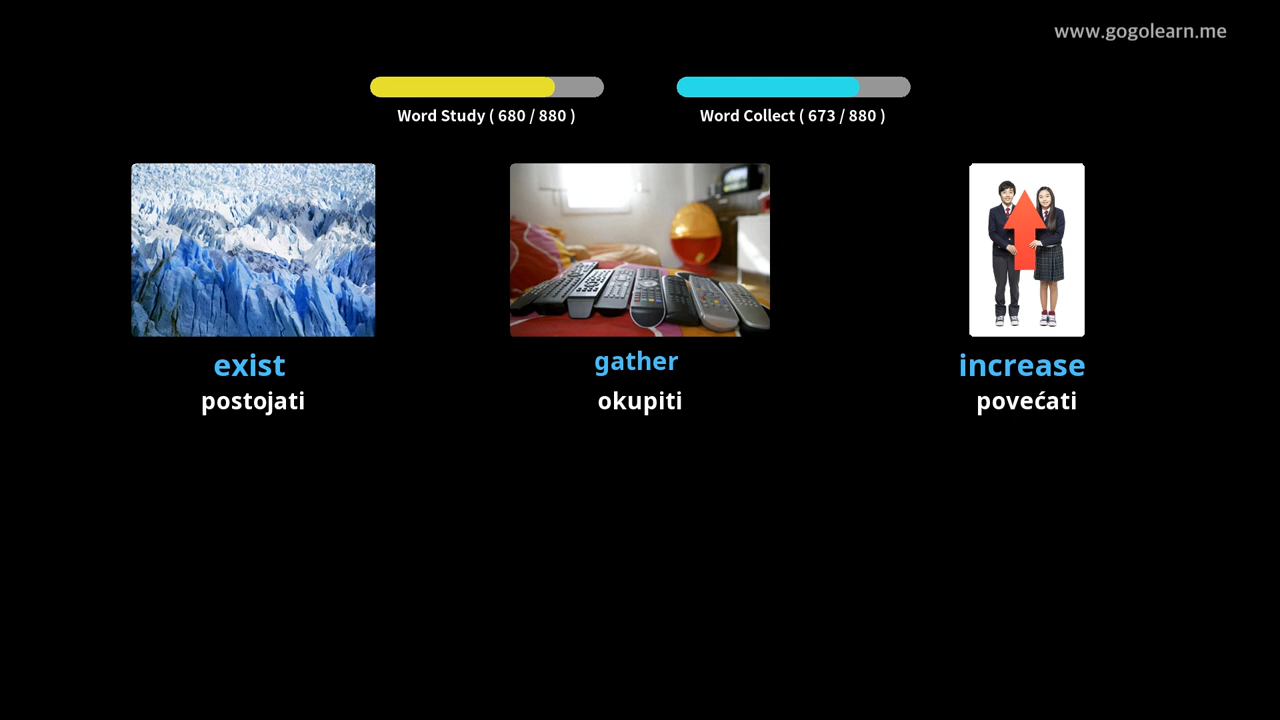 www.gogolearn.me
Word Study ( 680 / 880 )
Word Collect ( 673 / 880 )
exist
gather
increase
postojati
okupiti
povećati